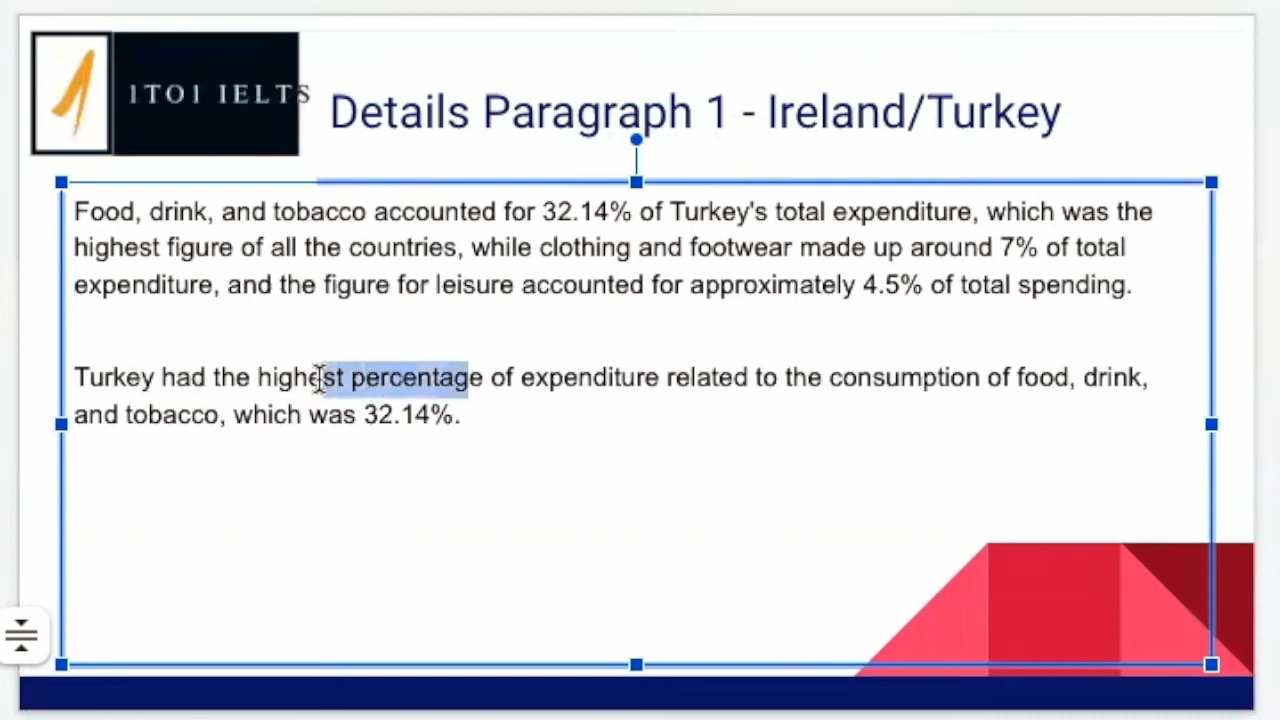 1TO1 IELTS
Details Paragraph 1 - Ireland/Turkey
Food, drink, and tobacco accounted for 32.14% of Turkey's total expenditure, which was the
highest figure of all the countries, while clothing and footwear made up around 7% of total
expenditure, and the figure for leisure accounted for approximately 4.5% of total spending.
Turkey had the highest percentage of expenditure related to the consumption of food, drink,
and tobacco, which was 32.14%.